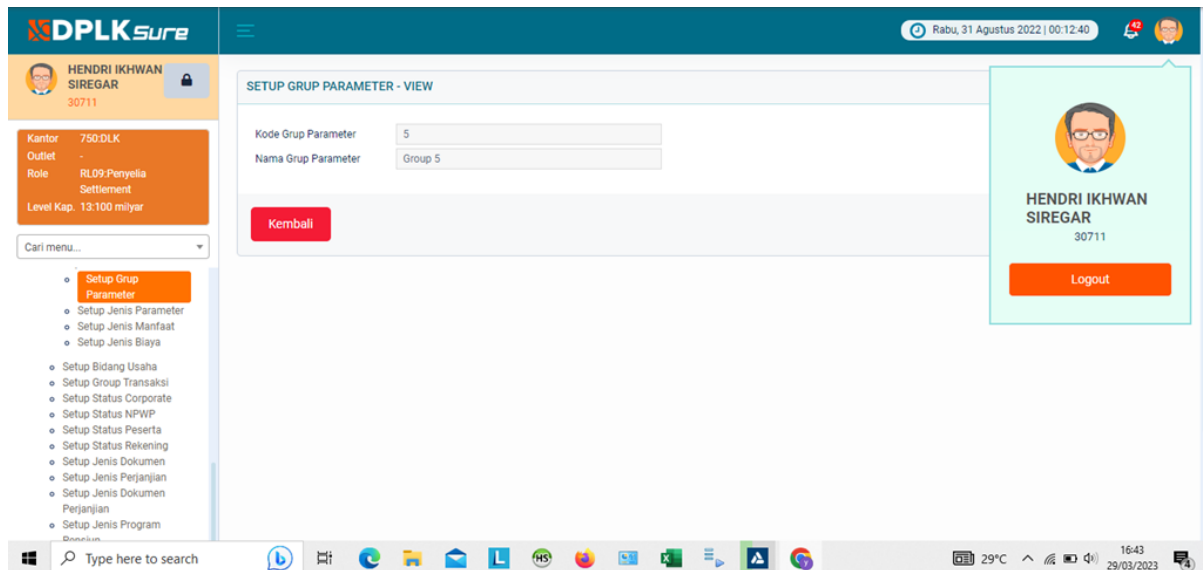 DPLKSure
Rabu, 31 Agustus 2022 | 00:12:40
42
HENDRI IKHWAN
SIREGAR
30711
Kantor 750:DLK
Outlet -
Role RL09:Penyelia
Settlement
Level Kap. 13:100 milyar
Cari menu...
Setup Grup
Parameter
Setup Jenis Parameter
Setup Jenis Manfaat
Setup Jenis Biaya
Setup Bidang Usaha
Setup Group Transaksi
Setup Status Corporate
Setup Status NPWP
Setup Status Peserta
Setup Status Rekening
Setup Jenis Dokumen
Setup Jenis Perjanjian
Setup Jenis Dokumen
Perjanjian
Setup Jenis Program
Pensiun
SETUP GRUP PARAMETER - VIEW
Kode Grup Parameter 5
Nama Grup Parameter Group 5
Kembali
HENDRI IKHWAN
SIREGAR
30711
Logout
Type here to search
L
HS
29°C
16:43
29/03/2023
4